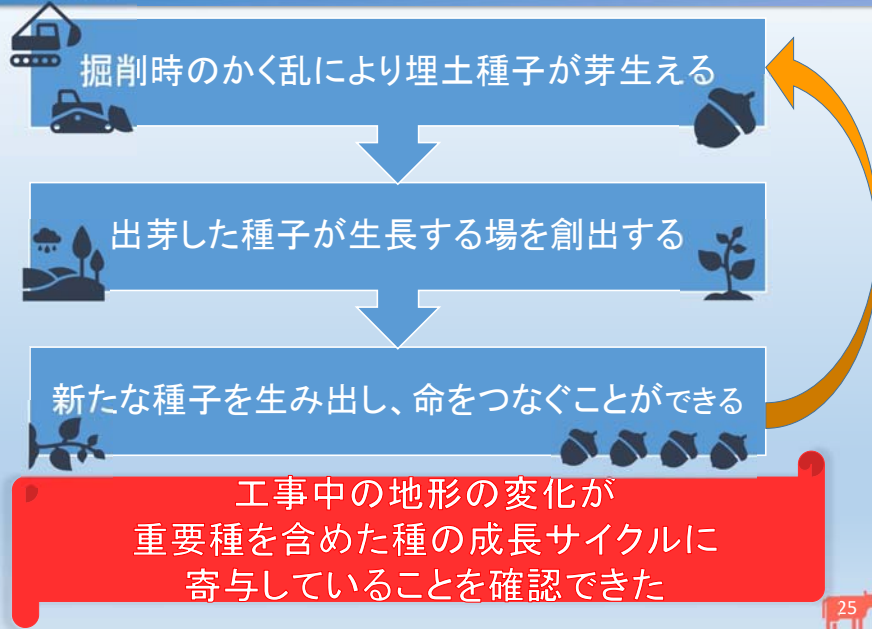 掘削時のかく乱により埋土種子が芽生える
出芽した種子が生長する場を創出する
新たな種子を生み出し、命をつなぐことができる
工事中の地形の変化が
重要種を含めた種の成長サイクルに
寄与していることを確認できた
25